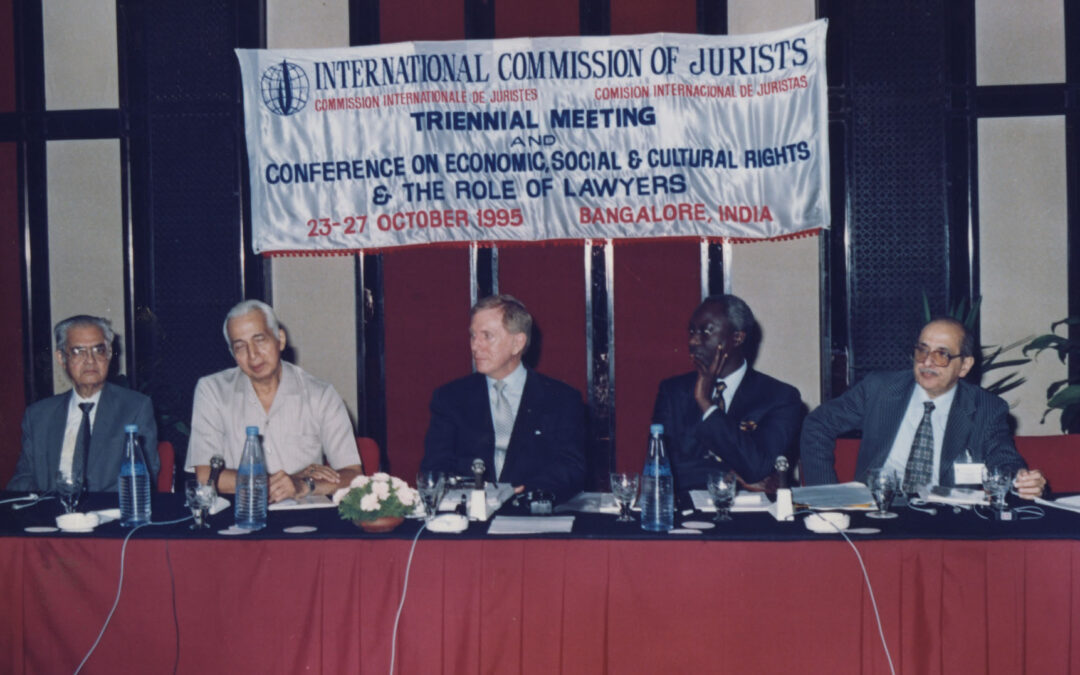 INTERNATIONAL COMMISSION OF JURISTS
COMMISSION INTERNATIONALE DE JURISTES COMISION INTERNACIONAL DE JURISTAS
TRIENNIAL MEETING
AND
CONFERENCE ON ECONOMIC, SOCIAL & CULTURAL RIGHTS
& THE ROLE OF LAWYERS
23-27 OCTOBER 1995 BANGALORE, INDIA